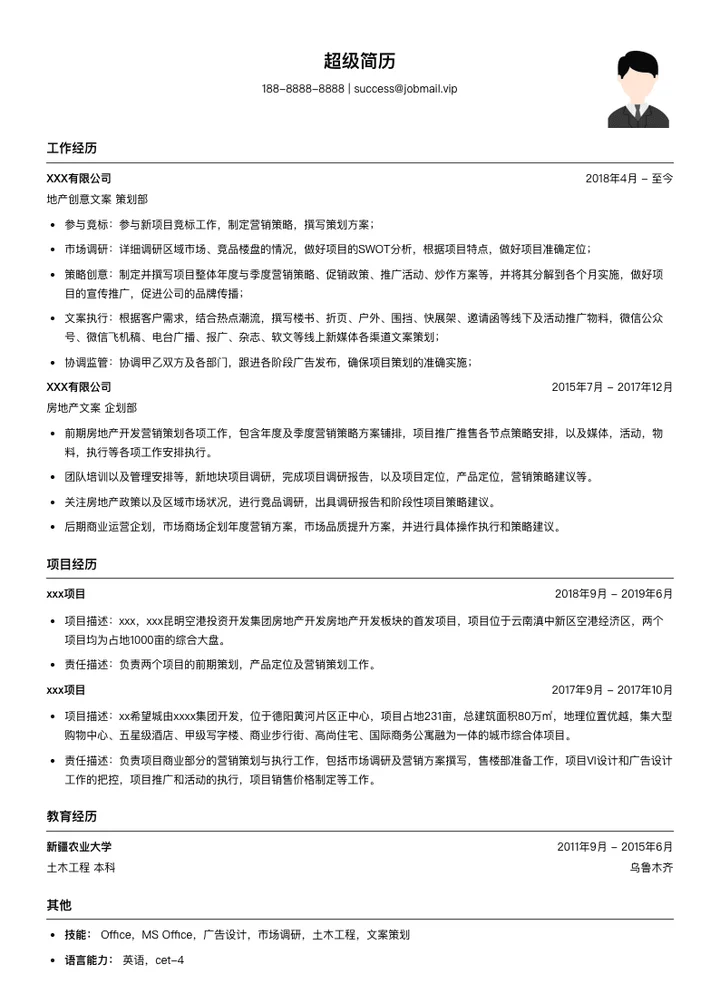 超级简历
188-8888-8888 | success@jobmail.vip
工作经历
XXX有限公司 2018年4月 – 至今
地产创意文案 策划部
• 参与竞标：参与新项目竞标工作，制定营销策略，撰写策划方案；
• 市场调研：详细调研区域市场、竞品楼盘的情况，做好项目的SWOT分析，根据项目特点，做好项目准确定位；
• 策略创意：制定并撰写项目整体年度与季度营销策略、促销政策、推广活动、炒作方案等，并将其分解到各个月实施，做好项
目的宣传推广，促进公司的品牌传播；
• 文案执行：根据客户需求，结合热点潮流，撰写楼书、折页、户外、围挡、快展架、邀请函等线下及活动推广物料，微信公众
号、微信飞机稿、电台广播、报广、杂志、软文等线上新媒体各渠道文案策划；
• 协调监管：协调甲乙双方及各部门，跟进各阶段广告发布，确保项目策划的准确实施；
XXX有限公司 2015年7月 – 2017年12月
房地产文案 企划部
• 前期房地产开发营销策划各项工作，包含年度及季度营销策略方案铺排，项目推广推售各节点策略安排，以及媒体，活动，物
料，执行等各项工作安排执行。
• 团队培训以及管理安排等，新地块项目调研，完成项目调研报告，以及项目定位，产品定位，营销策略建议等。
• 关注房地产政策以及区域市场状况，进行竞品调研，出具调研报告和阶段性项目策略建议。
• 后期商业运营企划，市场商场企划年度营销方案，市场品质提升方案，并进行具体操作执行和策略建议。
项目经历
xxx项目 2018年9月 – 2019年6月
• 项目描述：xxx，xxx昆明空港投资开发集团房地产开发房地产开发板块的首发项目，项目位于云南滇中新区空港经济区，两个
项目均为占地1000亩的综合大盘。
• 责任描述：负责两个项目的前期策划，产品定位及营销策划工作。
xxx项目 2017年9月 – 2017年10月
• 项目描述：xx希望城由xxxx集团开发，位于德阳黄河片区正中心，项目占地231亩，总建筑面积80万㎡，地理位置优越，集大型
购物中心、五星级酒店、甲级写字楼、商业步行街、高尚住宅、国际商务公寓融为一体的城市综合体项目。
• 责任描述：负责项目商业部分的营销策划与执行工作，包括市场调研及营销方案撰写，售楼部准备工作，项目VI设计和广告设计
工作的把控，项目推广和活动的执行，项目销售价格制定等工作。
教育经历
新疆农业大学 2011年9月 – 2015年6月
土木工程 本科 乌鲁木齐
其他
• 技能： Office，MS Office，广告设计，市场调研，土木工程，文案策划
• 语言能力： 英语，cet-4